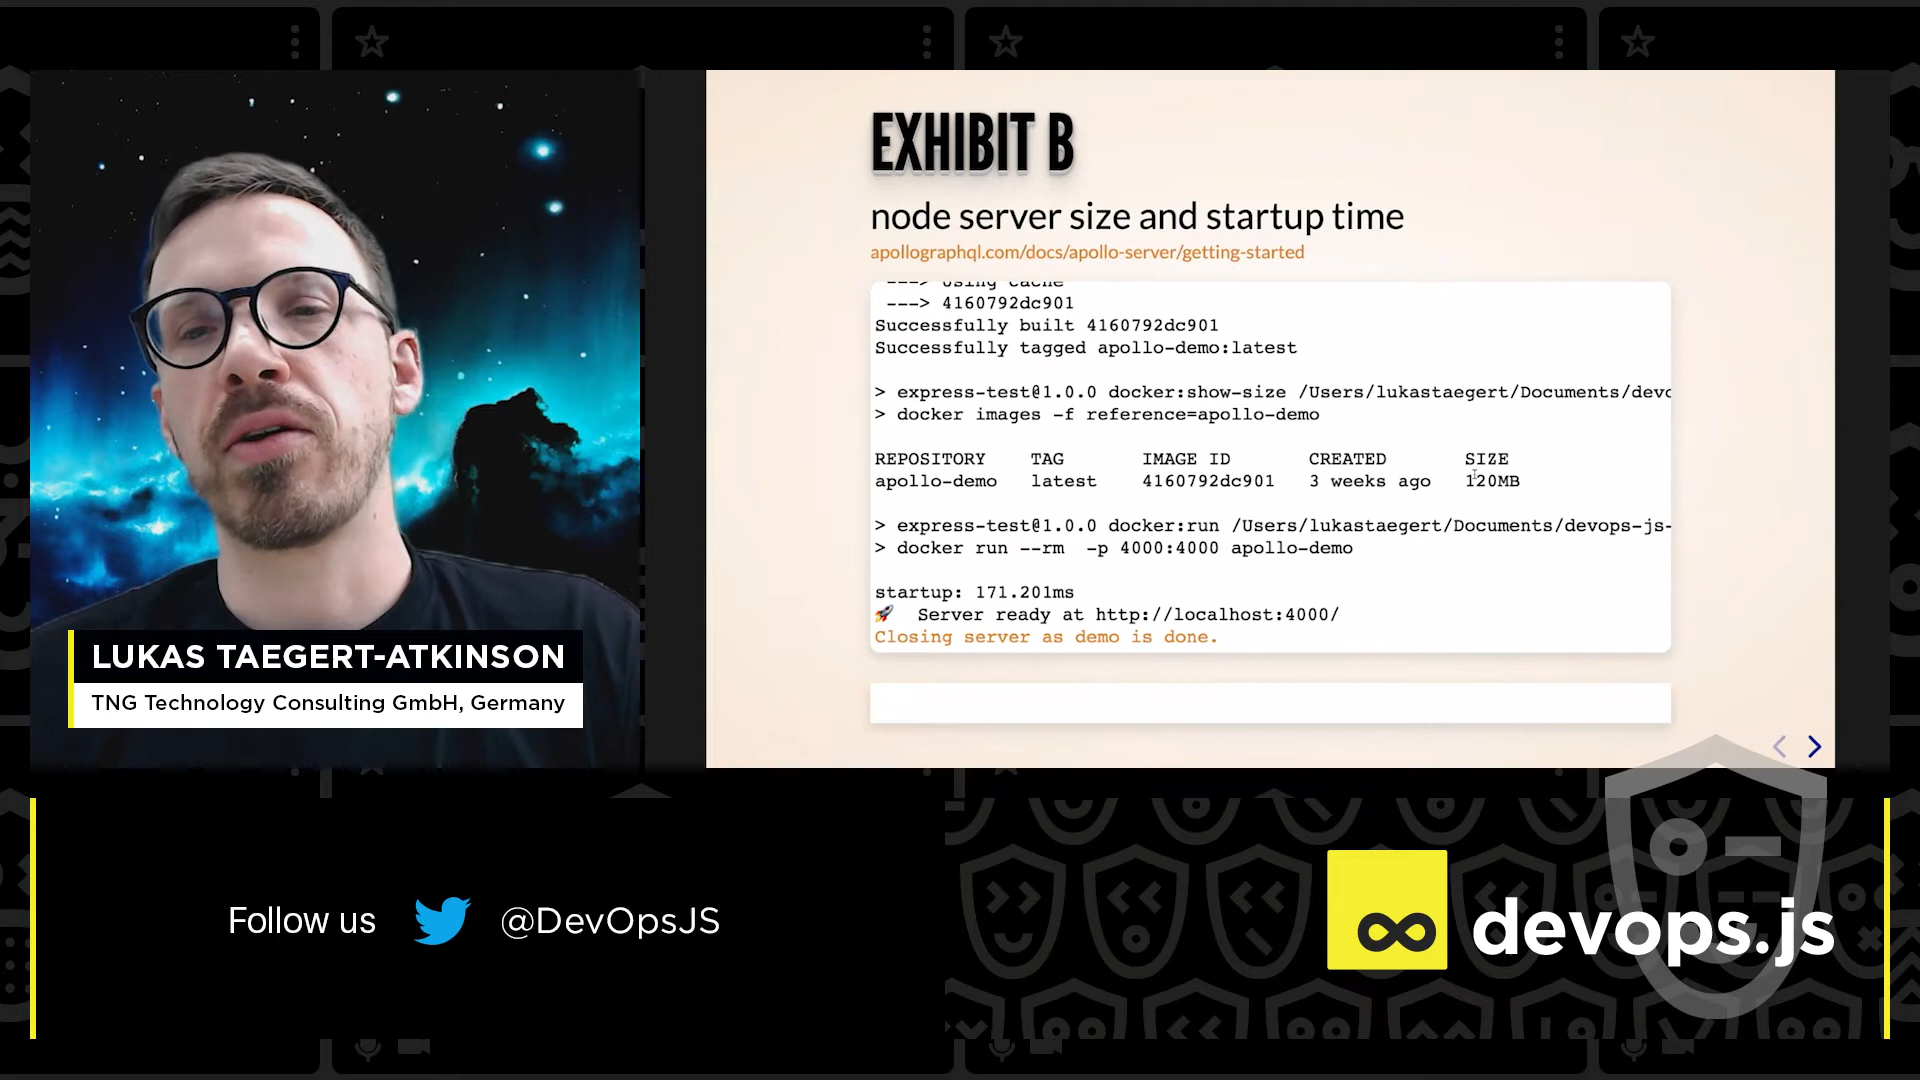 EXHIBIT B
node server size and startup time
apollographql.com/docs/apollo-server/getting-started
---> Using cache
---> 4160792dc901
Successfully built 4160792dc901
Successfully tagged apollo-demo:latest
> express-test@1.0.0 docker:show-size /Users/lukastaegert/Documents/devo
> docker images -f reference=apollo-demo
REPOSITORY TAG IMAGE ID CREATED SIZE
apollo-demo latest 4160792dc901 3 weeks ago 120MB
> express-test@1.0.0 docker:run /Users/lukastaegert/Documents/devops-js-
> docker run --rm -p 4000:4000 apollo-demo
startup: 171.201ms
🚀 Server ready at http://localhost:4000/
Closing server as demo is done.
LUKAS TAEGERT-ATKINSON
TNG Technology Consulting GmbH, Germany
Follow us @DevOpsJS
devops.js